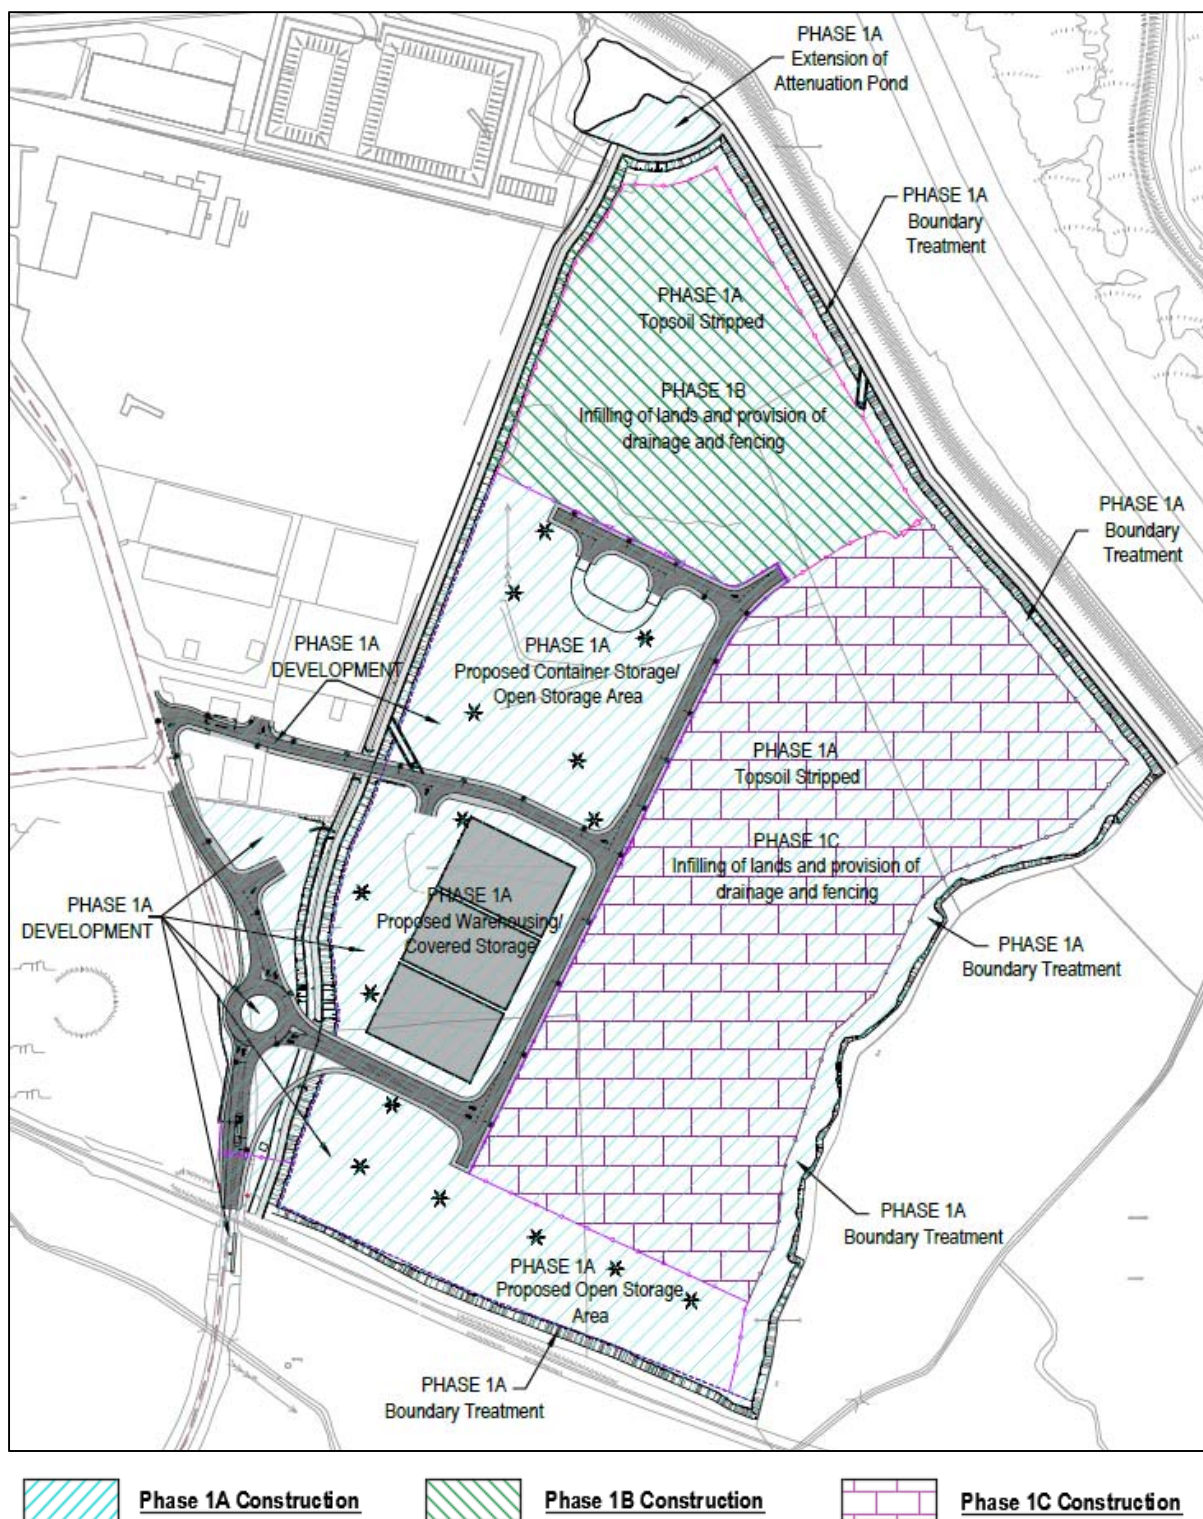 PHASE 1A
Extension of
Attenuation Pond
PHASE 1A
Boundary
Treatment
PHASE 1A
Topsoil Stripped
PHASE 1B
Infilling of lands and provision of
drainage and fencing
PHASE 1A
Boundary
Treatment
PHASE 1A
DEVELOPMENT
PHASE 1A
Proposed Container Storage/
Open Storage Area
PHASE 1A
Topsoil Stripped
PHASE 1C
Infilling of lands and provision of
drainage and fencing
PHASE 1A
DEVELOPMENT
PHASE 1A
Proposed Warehousing/
Covered Storage
PHASE 1A
Boundary Treatment
PHASE 1A
Boundary Treatment
PHASE 1A
Proposed Open Storage
Area
PHASE 1A
Boundary Treatment
Phase 1A Construction
Phase 1B Construction
Phase 1C Construction